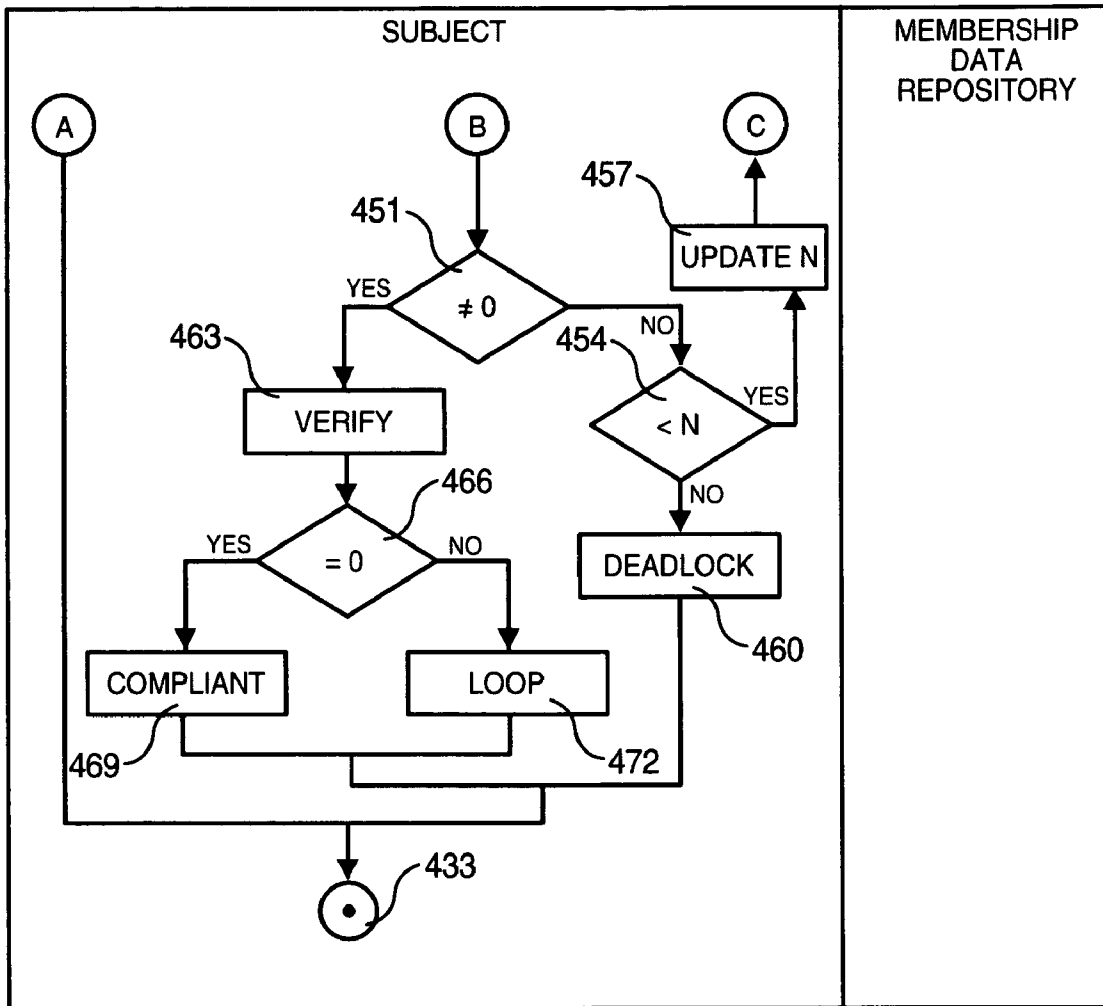 SUBJECT
MEMBERSHIP
DATA
REPOSITORY
A
B
C
457
451
UPDATE N
YES
≠ 0
NO
463
454
YES
VERIFY
< N
466
NO
YES
= 0
NO
DEADLOCK
460
COMPLIANT
LOOP
469
472
433